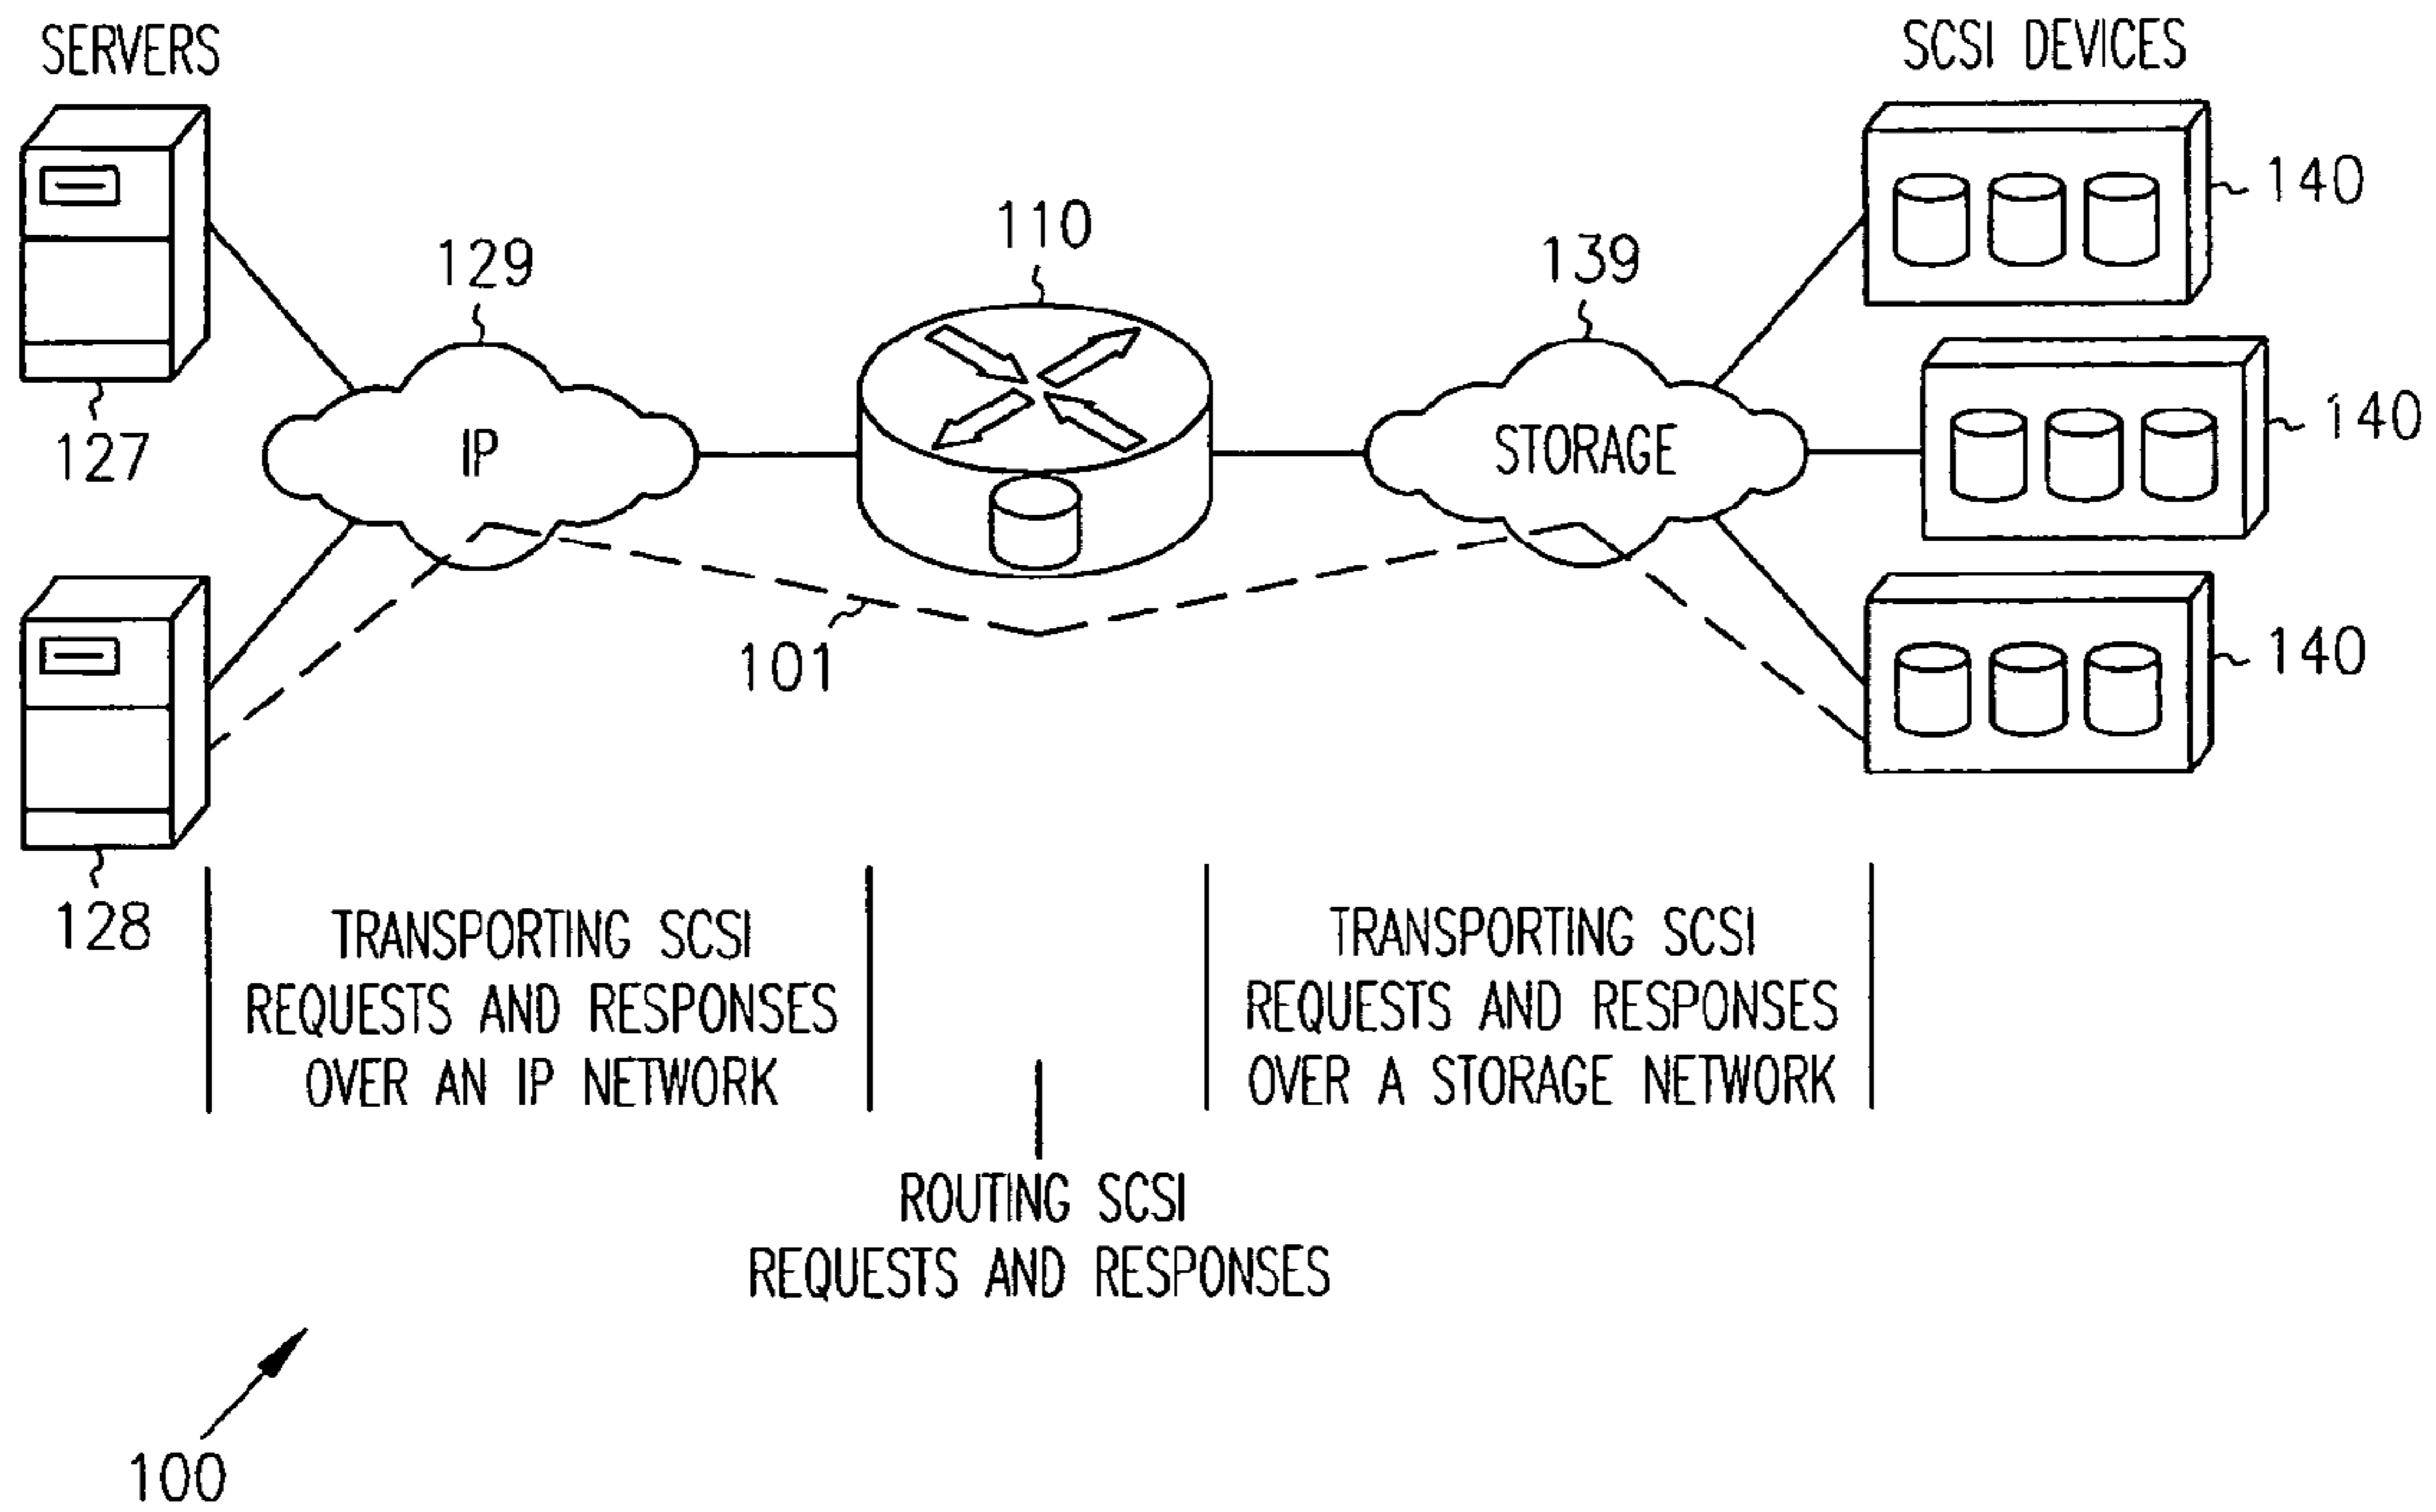 SERVERS
SCSI DEVICES
140
110
129
139
127
IP
STORAGE
140
101
140
128
TRANSPORTING SCSI
REQUESTS AND RESPONSES
OVER AN IP NETWORK
TRANSPORTING SCSI
REQUESTS AND RESPONSES
OVER A STORAGE NETWORK
ROUTING SCSI
REQUESTS AND RESPONSES
100